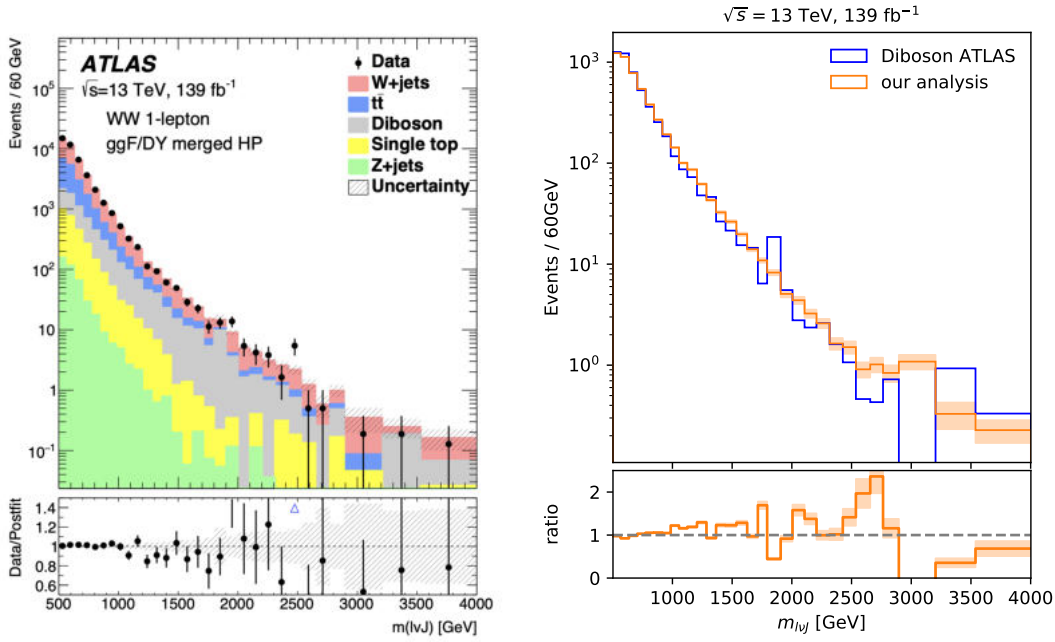 Events / 60 GeV
ATLAS
√s=13 TeV, 139 fb⁻¹
WW 1-lepton
ggF/DY merged HP
Data
W+jets
tt̄
Diboson
Single top
Z+jets
Uncertainty
10⁵
10⁴
10³
10²
10
1
10⁻¹
Data/Postfit
1.4
1.2
1
0.8
0.6
500 1000 1500 2000 2500 3000 3500 4000
m(lvJ) [GeV]
√s = 13 TeV, 139 fb⁻¹
Events / 60GeV
Diboson ATLAS
our analysis
10³
10²
10¹
10⁰
ratio
2
1
0
1000 1500 2000 2500 3000 3500 4000
m_lνJ [GeV]